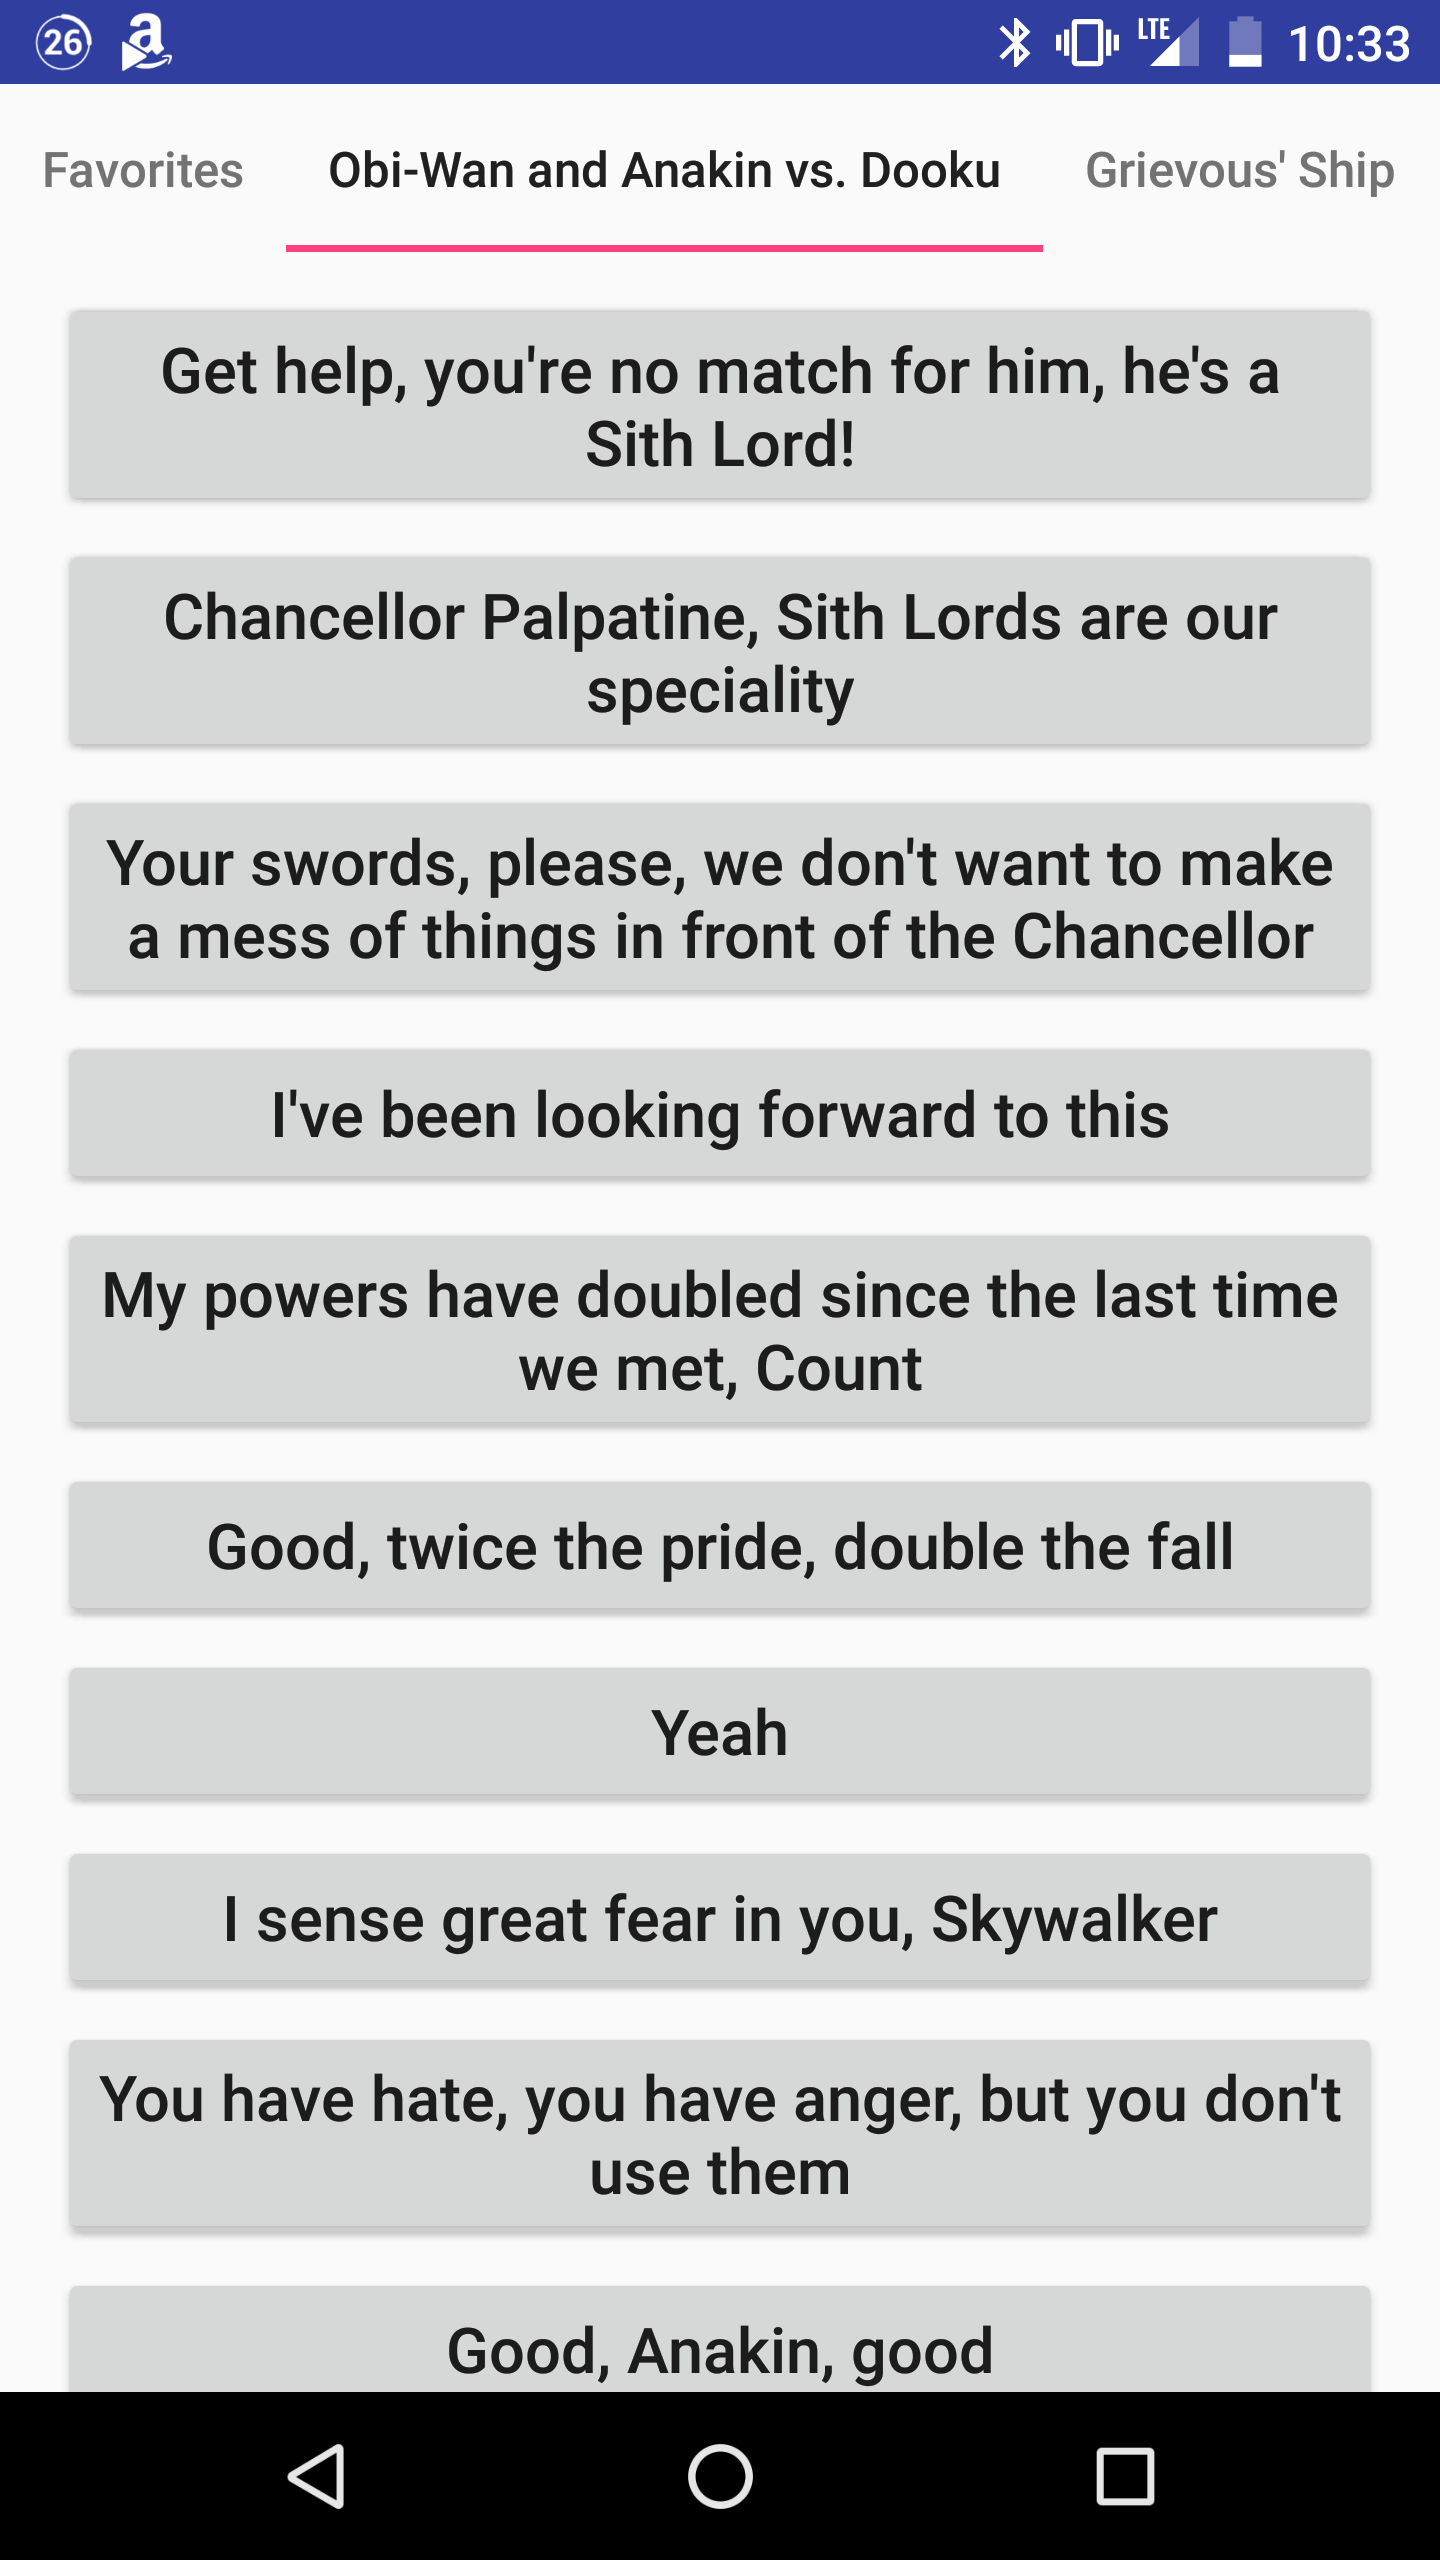 26
LTE
10:33
Favorites
Obi-Wan and Anakin vs. Dooku
Grievous' Ship
Get help, you're no match for him, he's a
Sith Lord!
Chancellor Palpatine, Sith Lords are our
speciality
Your swords, please, we don't want to make
a mess of things in front of the Chancellor
I've been looking forward to this
My powers have doubled since the last time
we met, Count
Good, twice the pride, double the fall
Yeah
I sense great fear in you, Skywalker
You have hate, you have anger, but you don't
use them
Good, Anakin, good